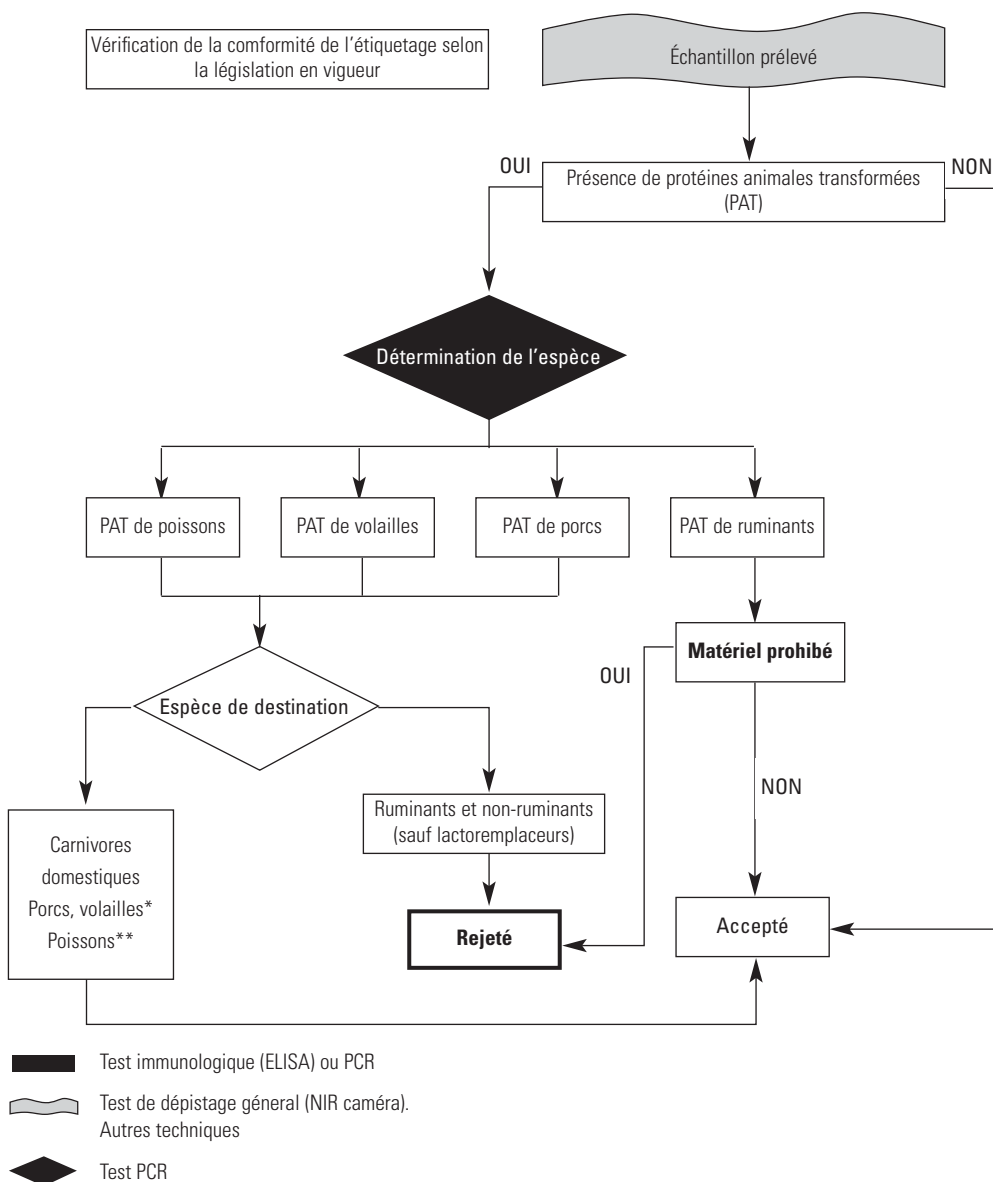 Vérification de la comformité de l'étiquetage selon
la législation en vigueur
Échantillon prélevé
OUI
Présence de protéines animales transformées
(PAT)
NON
Détermination de l'espèce
PAT de poissons
PAT de volailles
PAT de porcs
PAT de ruminants
Matériel prohibé
OUI
Espèce de destination
NON
Ruminants et non-ruminants
(sauf lactoremplaceurs)
Carnivores
domestiques
Porcs, volailles*
Poissons**
Rejeté
Accepté
Test immunologique (ELISA) ou PCR
Test de dépistage géneral (NIR caméra).
Autres techniques
Test PCR